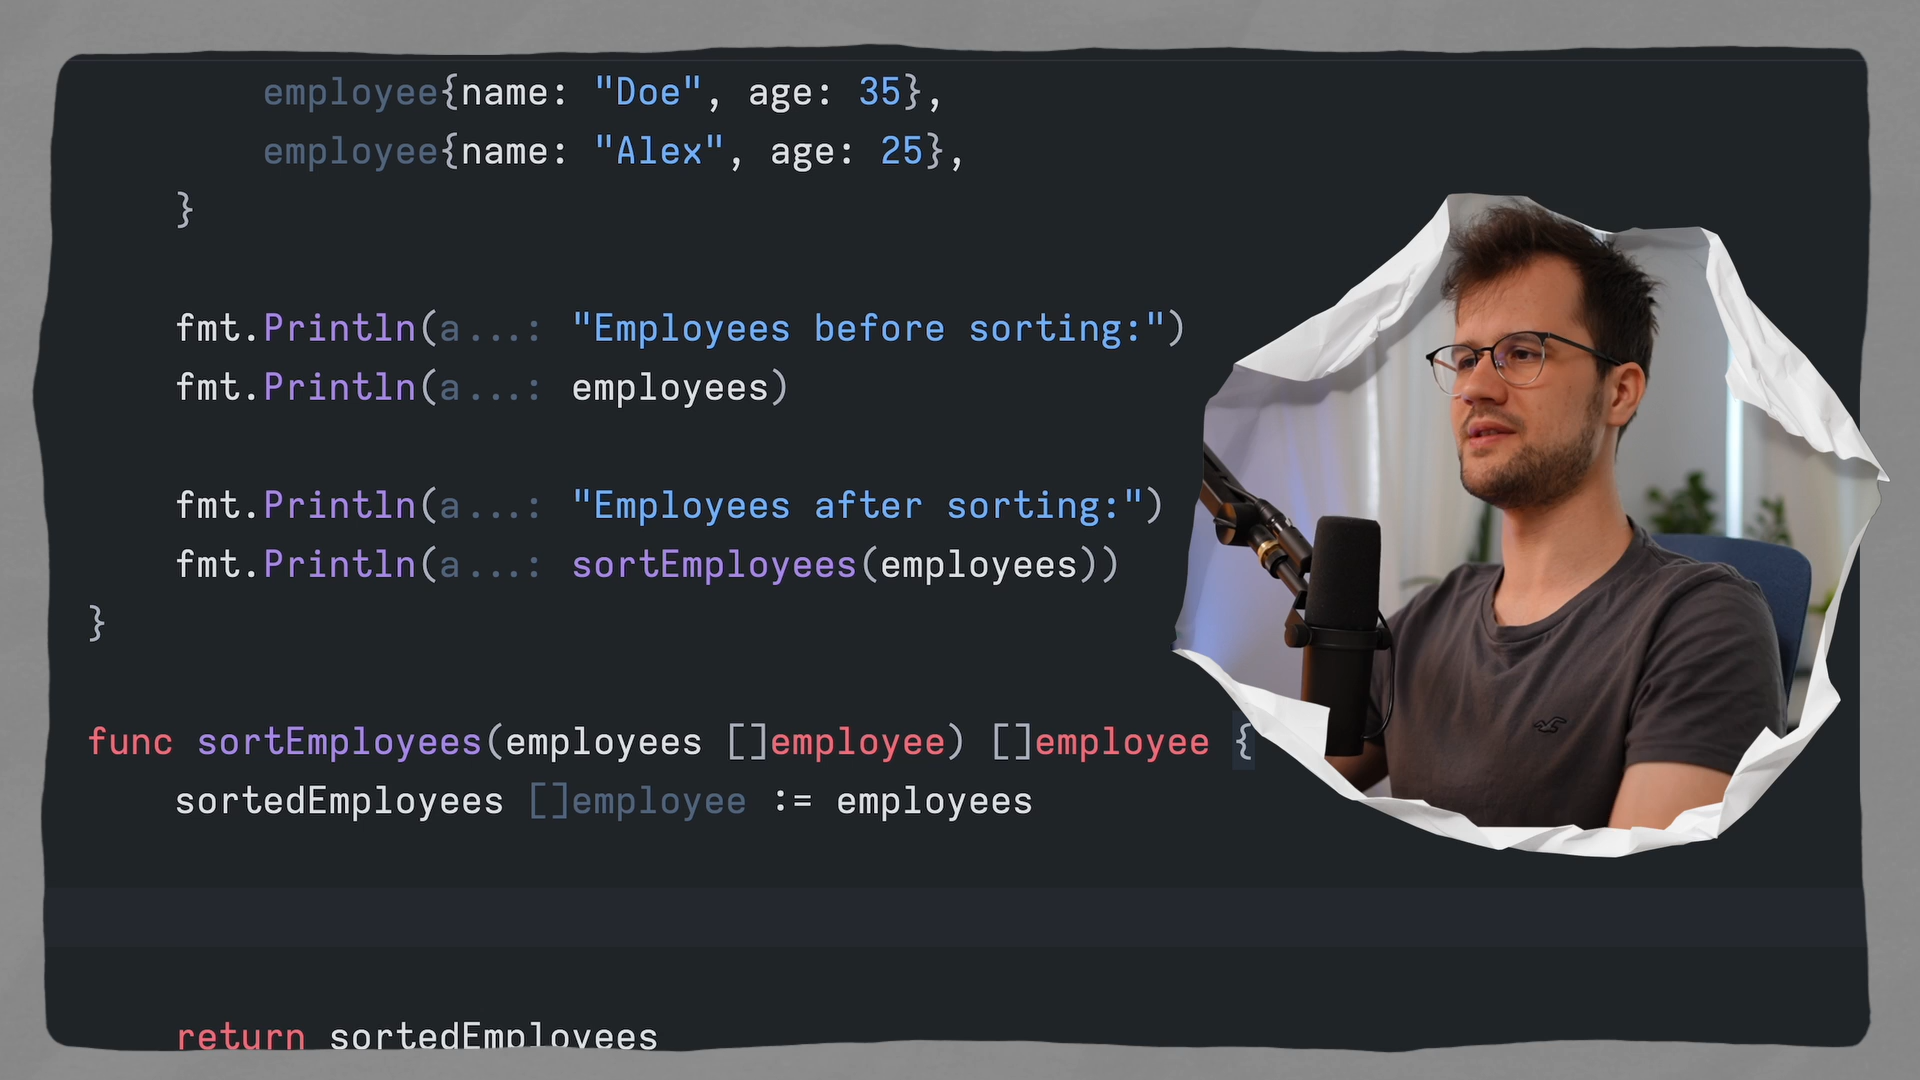 employee{name: "Doe", age: 35},
employee{name: "Alex", age: 25},
}
fmt.Println(a...: "Employees before sorting:")
fmt.Println(a...: employees)
fmt.Println(a...: "Employees after sorting:")
fmt.Println(a...: sortEmployees(employees))
}
func sortEmployees(employees []employee) []employee {
sortedEmployees []employee := employees
return sortedEmployees